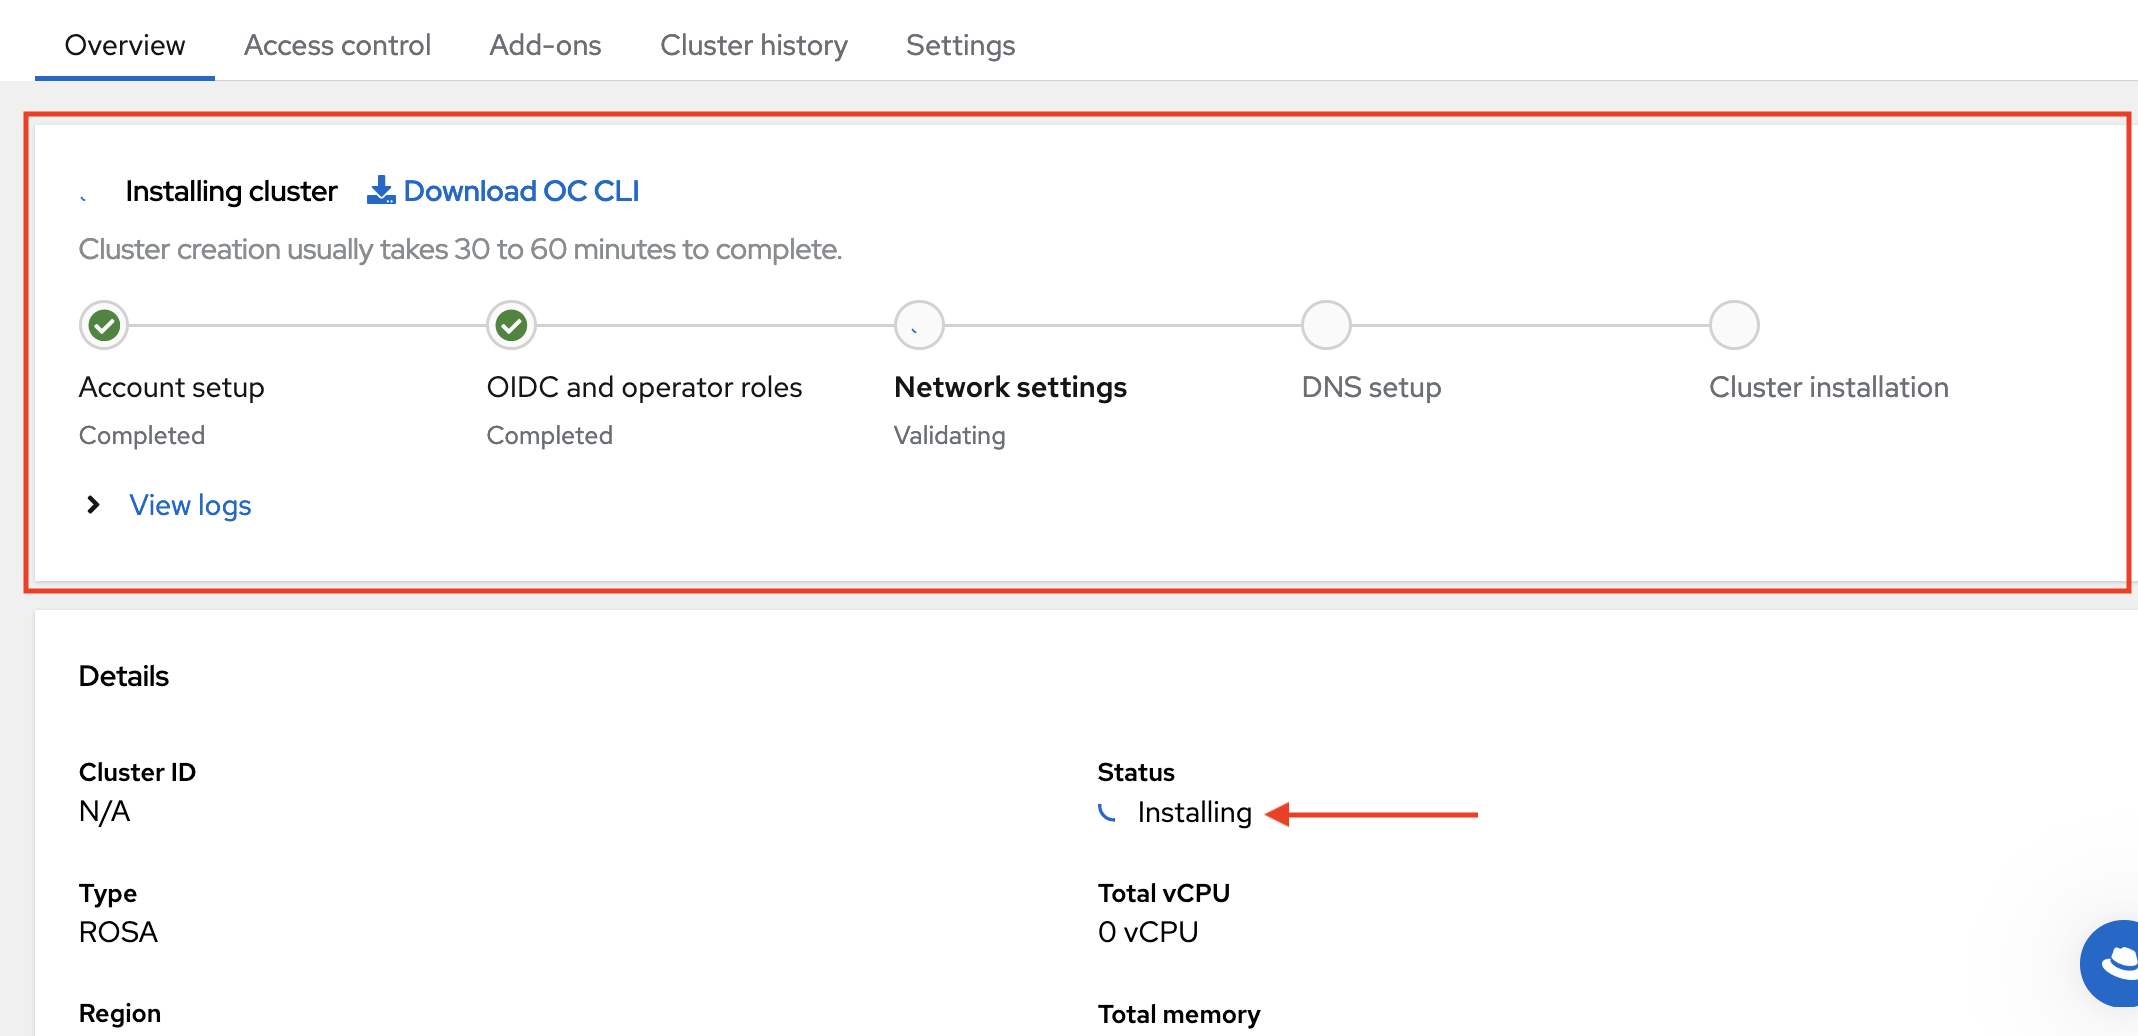 Overview Access control Add-ons Cluster history Settings
Installing cluster Download OC CLI
Cluster creation usually takes 30 to 60 minutes to complete.
Account setup OIDC and operator roles Network settings DNS setup Cluster installation
Completed Completed Validating
View logs
Details
Cluster ID Status
N/A Installing
Type Total vCPU
ROSA 0 vCPU
Region Total memory